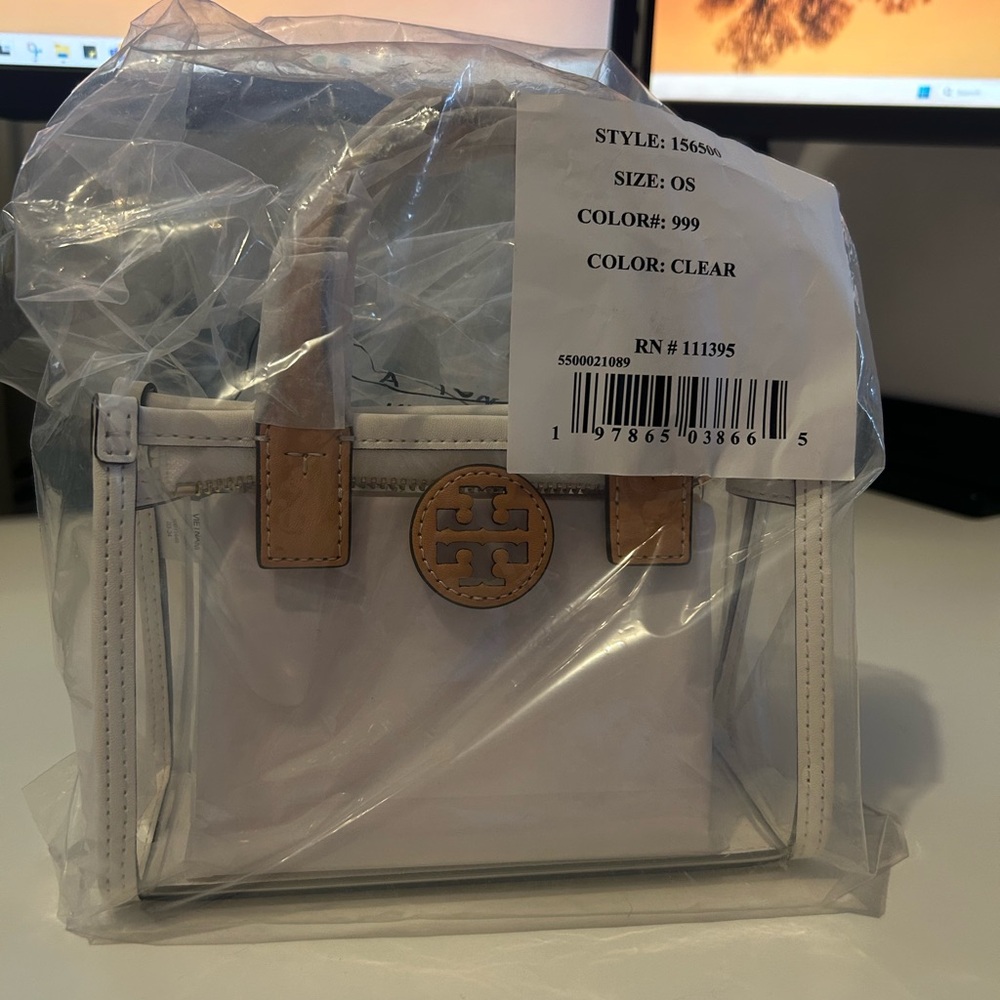 STYLE: 156500
SIZE: OS
COLOR#: 999
COLOR: CLEAR
RN # 111395
5500021089
1 97865 03866 5